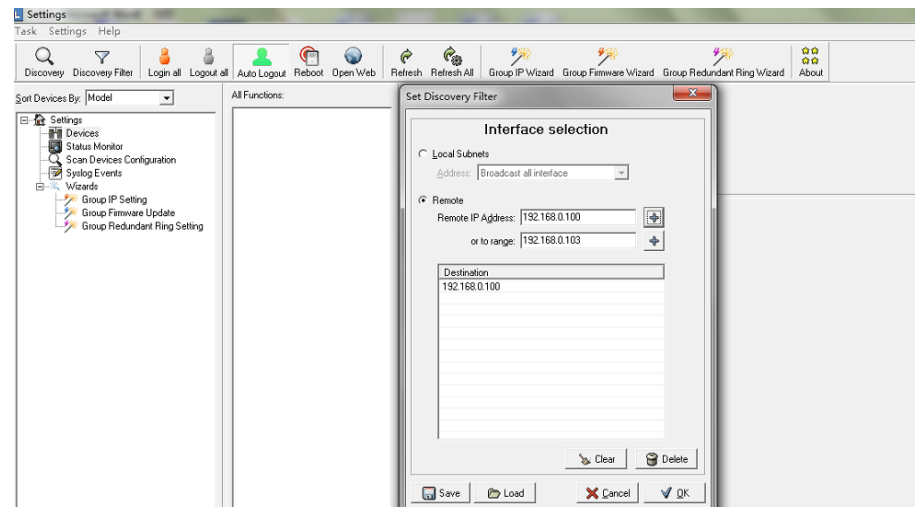 Settings
Task Settings Help
Discovery Discovery Filter Login all Logout all Auto Logout Reboot Open Web Refresh Refresh All Group IP Wizard Group Firmware Wizard Group Redundant Ring Wizard About
Sort Devices By: Model
Settings
Devices
Status Monitor
Scan Devices Configuration
Syslog Events
Wizards
Group IP Setting
Group Firmware Update
Group Redundant Ring Setting
All Functions:
Set Discovery Filter
Interface selection
Local Subnets
Address: Broadcast all interface
Remote
Remote IP Address: 192.168.0.100
or to range: 192.168.0.103
Destination
192.168.0.100
Clear Delete
Save Load Cancel OK